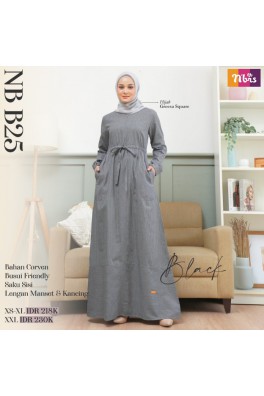 NB B25
Hijab
Geoera Square
Nbrs
Black
Bahan Corvon
Busui Friendly
Saku Sisi
Lengan Manset & Kancing
XS-XL IDR 218K
XXL IDR 230K